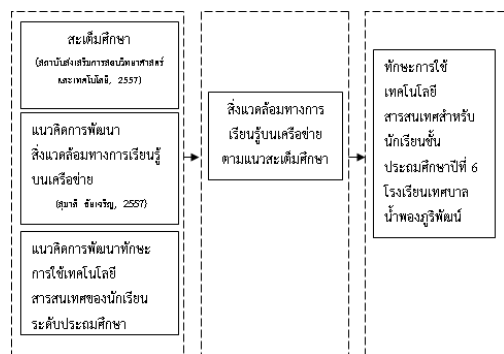 สะเต็มศึกษา
(สถาบันส่งเสริมการสอนวิทยาศาสตร์
และเทคโนโลยี, 2557)
แนวคิดการพัฒนา
สิ่งแวดล้อมทางการเรียนรู้
บนเครือข่าย
(สุมาลี ชัยเจริญ, 2557)
แนวคิดการพัฒนาทักษะ
การใช้เทคโนโลยี
สารสนเทศของนักเรียน
ระดับประถมศึกษา
สิ่งแวดล้อมทางการ
เรียนรู้บนเครือข่าย
ตามแนวสะเต็มศึกษา
ทักษะการใช้
เทคโนโลยี
สารสนเทศสำหรับ
นักเรียนชั้น
ประถมศึกษาปีที่ 6
โรงเรียนเทศบาล
น้ำพองภูริพัฒน์